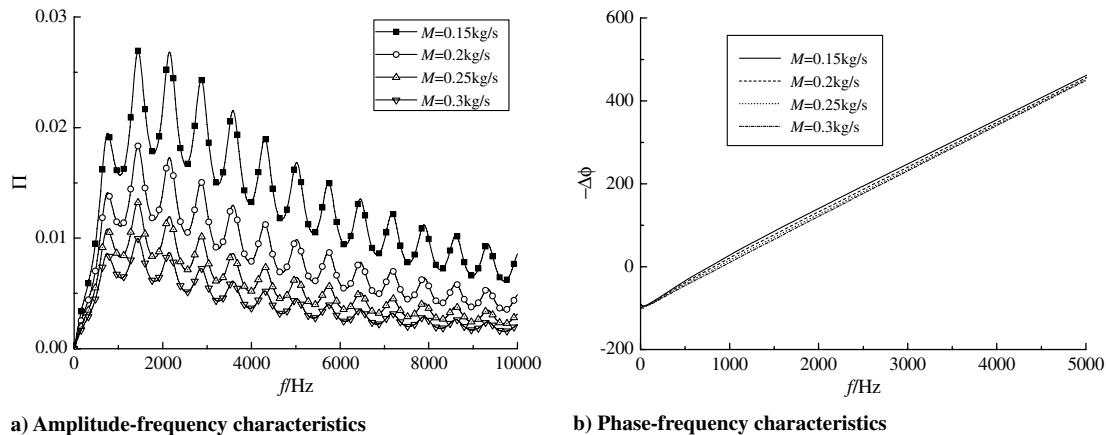 0.03
0.02
0.01
0.00
Π
0
2000
4000
6000
8000
10000
f/Hz
M=0.15kg/s
M=0.2kg/s
M=0.25kg/s
M=0.3kg/s
a) Amplitude-frequency characteristics
600
400
200
0
-200
−Δϕ
0
1000
2000
3000
4000
5000
f/Hz
M=0.15kg/s
M=0.2kg/s
M=0.25kg/s
M=0.3kg/s
b) Phase-frequency characteristics